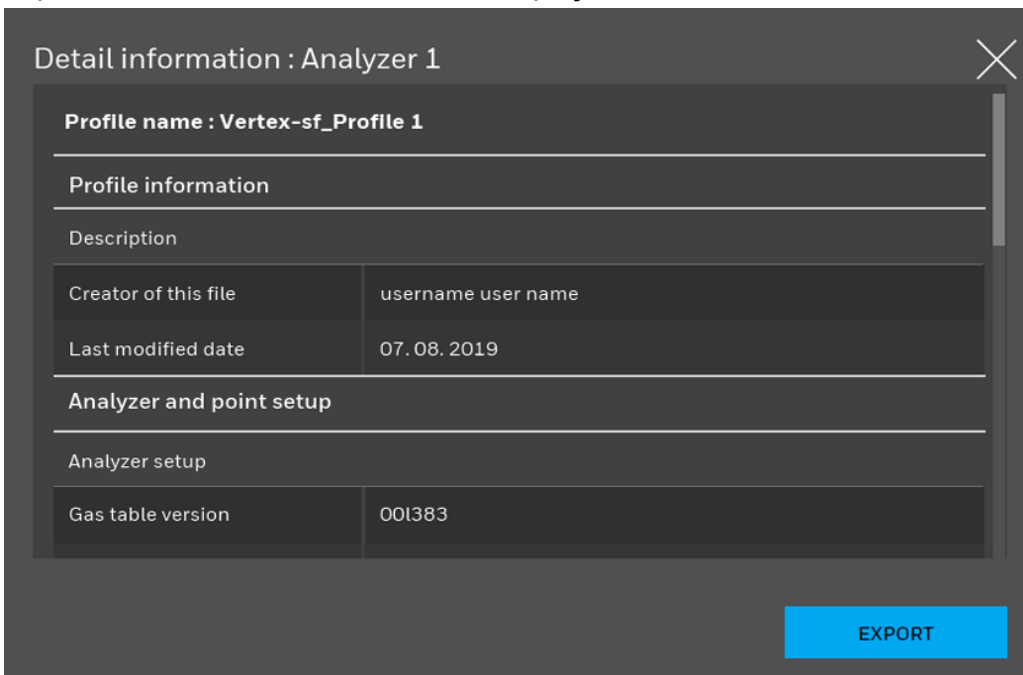 Detail information : Analyzer 1
Profile name : Vertex-sf_Profile 1
Profile information
Description
Creator of this file username user name
Last modified date 07. 08. 2019
Analyzer and point setup
Analyzer setup
Gas table version 00l383
EXPORT